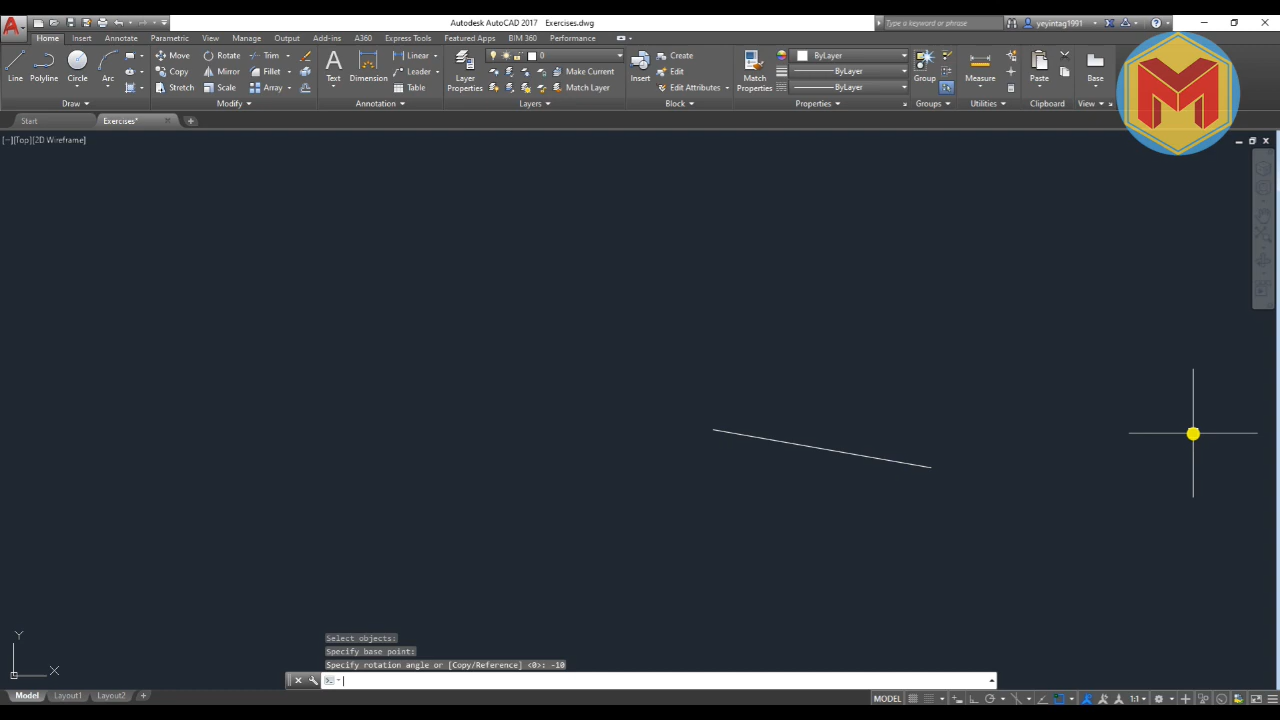 Autodesk AutoCAD 2017 Exercises.dwg
Type a keyword or phrase
yeyintag1991
Home Insert Annotate Parametric View Manage Output Add-ins A360 Express Tools Featured Apps BIM 360 Performance
Line Polyline Circle Arc
Move Rotate Trim
Copy Mirror Fillet
Stretch Scale Array
Text Dimension
Linear
Leader
Table
Layer Properties
0
Make Current
Match Layer
Insert
Create
Edit
Edit Attributes
Match Properties
ByLayer
ByLayer
ByLayer
Group Measure Paste Base
Draw Modify Annotation Layers Block Properties Groups Utilities Clipboard View
Start Exercises*
[−][Top][2D Wireframe]
M
Select objects:
Specify base point:
Specify rotation angle or [Copy/Reference] <0>: -10
Y
X
Model Layout1 Layout2
MODEL
1:1